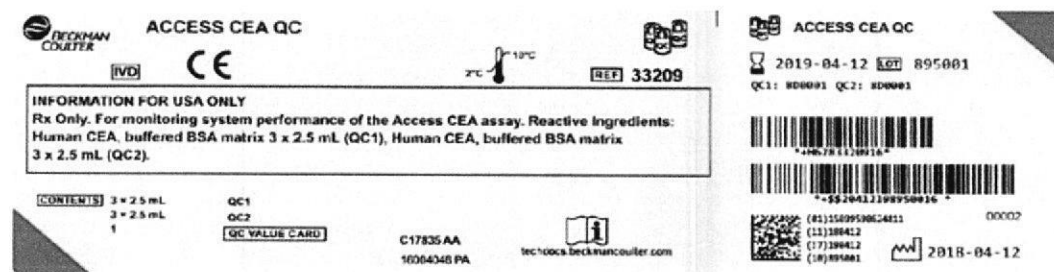 BECKMAN
COULTER
ACCESS CEA QC
IVD
CE
2°C
10°C
REF 33209
INFORMATION FOR USA ONLY
Rx Only. For monitoring system performance of the Access CEA assay. Reactive Ingredients:
Human CEA, buffered BSA matrix 3 x 2.5 mL (QC1), Human CEA, buffered BSA matrix
3 x 2.5 mL (QC2).
CONTENTS 3 × 2.5 mL QC1
3 × 2.5 mL QC2
1 QC VALUE CARD
C17835 AA
16004048 PA
techdocs.beckmancoulter.com
ACCESS CEA QC
2019-04-12 LOT 895001
(11)180412
(17)190412
(10)895001
00002
2018-04-12